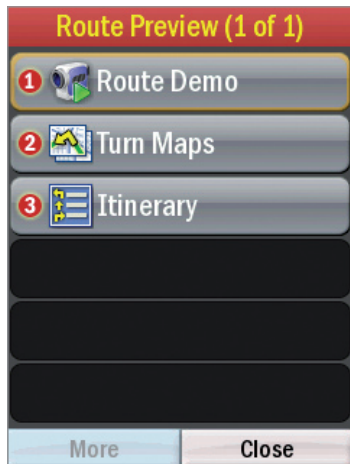 Route Preview (1 of 1)
1 Route Demo
2 Turn Maps
3 Itinerary
More Close